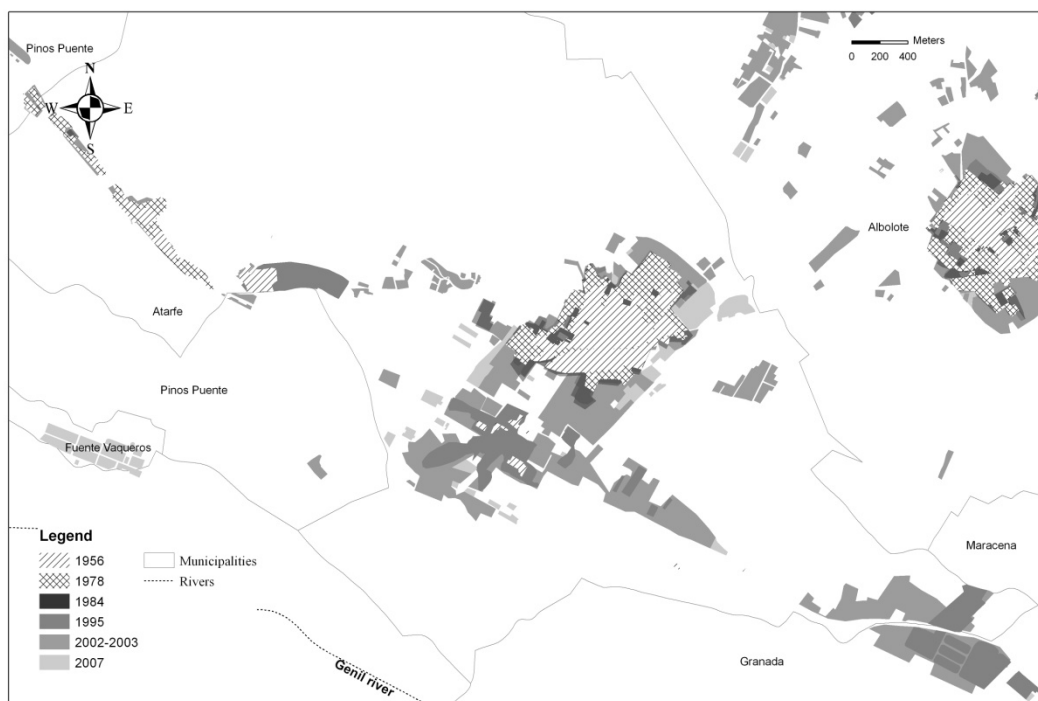 Pinos Puente
N
W E
S
Meters
0 200 400
Albolote
Atarfe
Pinos Puente
Fuente Vaqueros
Legend
1956
1978
1984
1995
2002-2003
2007
Municipalities
Rivers
Genil river
Maracena
Granada